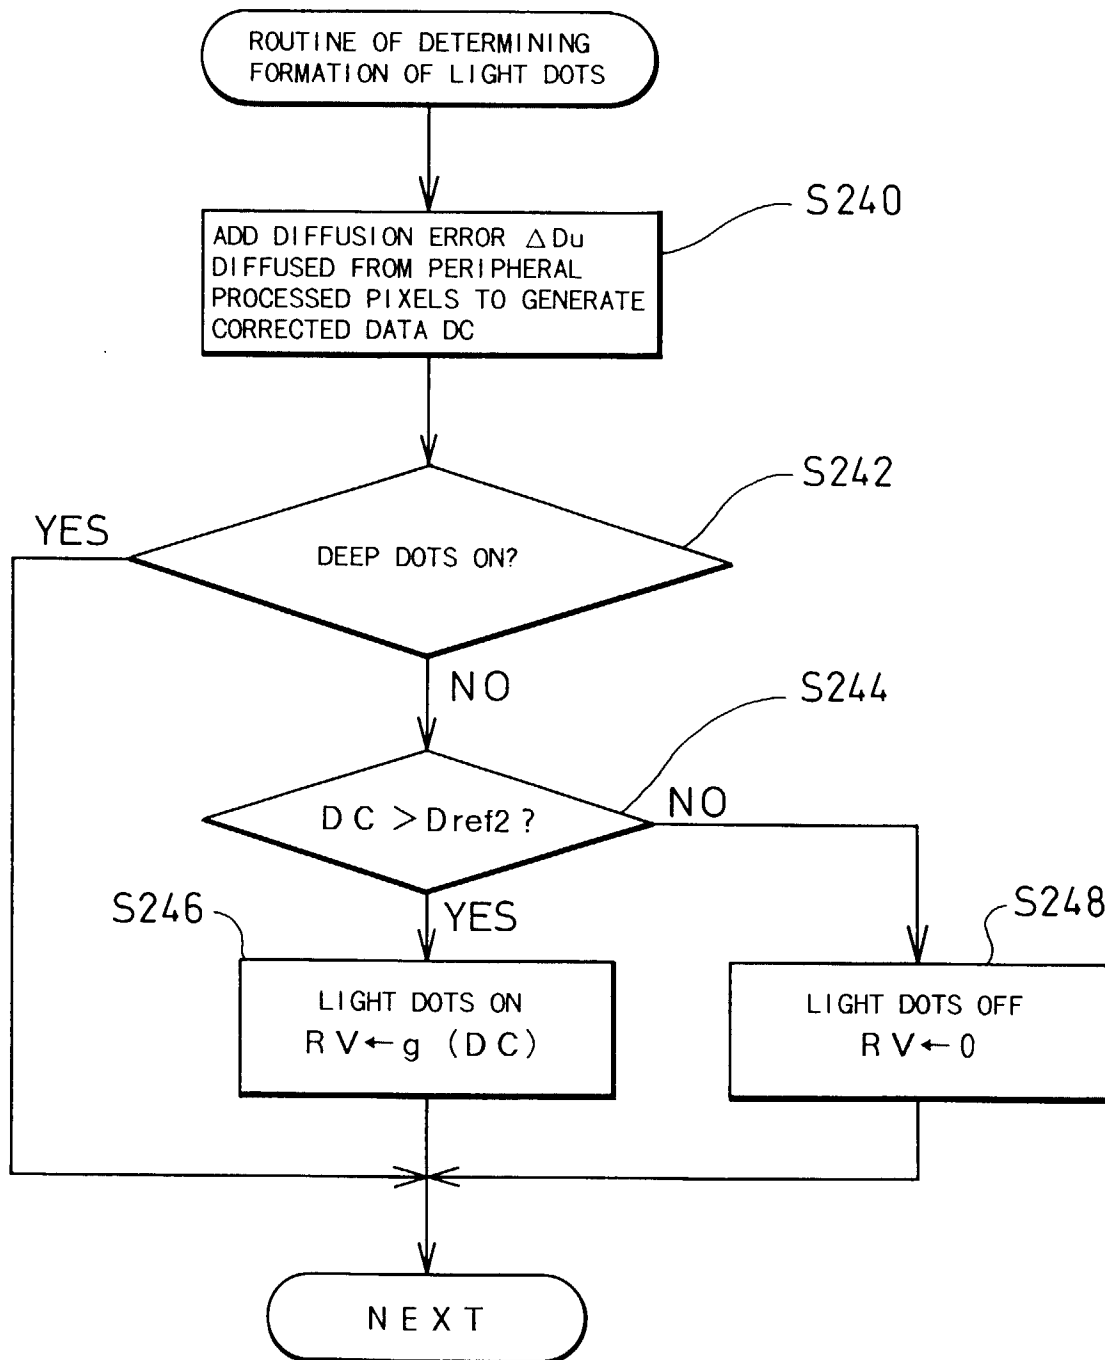 ROUTINE OF DETERMINING
FORMATION OF LIGHT DOTS
S240
ADD DIFFUSION ERROR △Du
DIFFUSED FROM PERIPHERAL
PROCESSED PIXELS TO GENERATE
CORRECTED DATA DC
S242
YES
DEEP DOTS ON?
NO
S244
DC > Dref2 ?
NO
S246
YES
S248
LIGHT DOTS ON
RV←g (DC)
LIGHT DOTS OFF
RV←0
NEXT